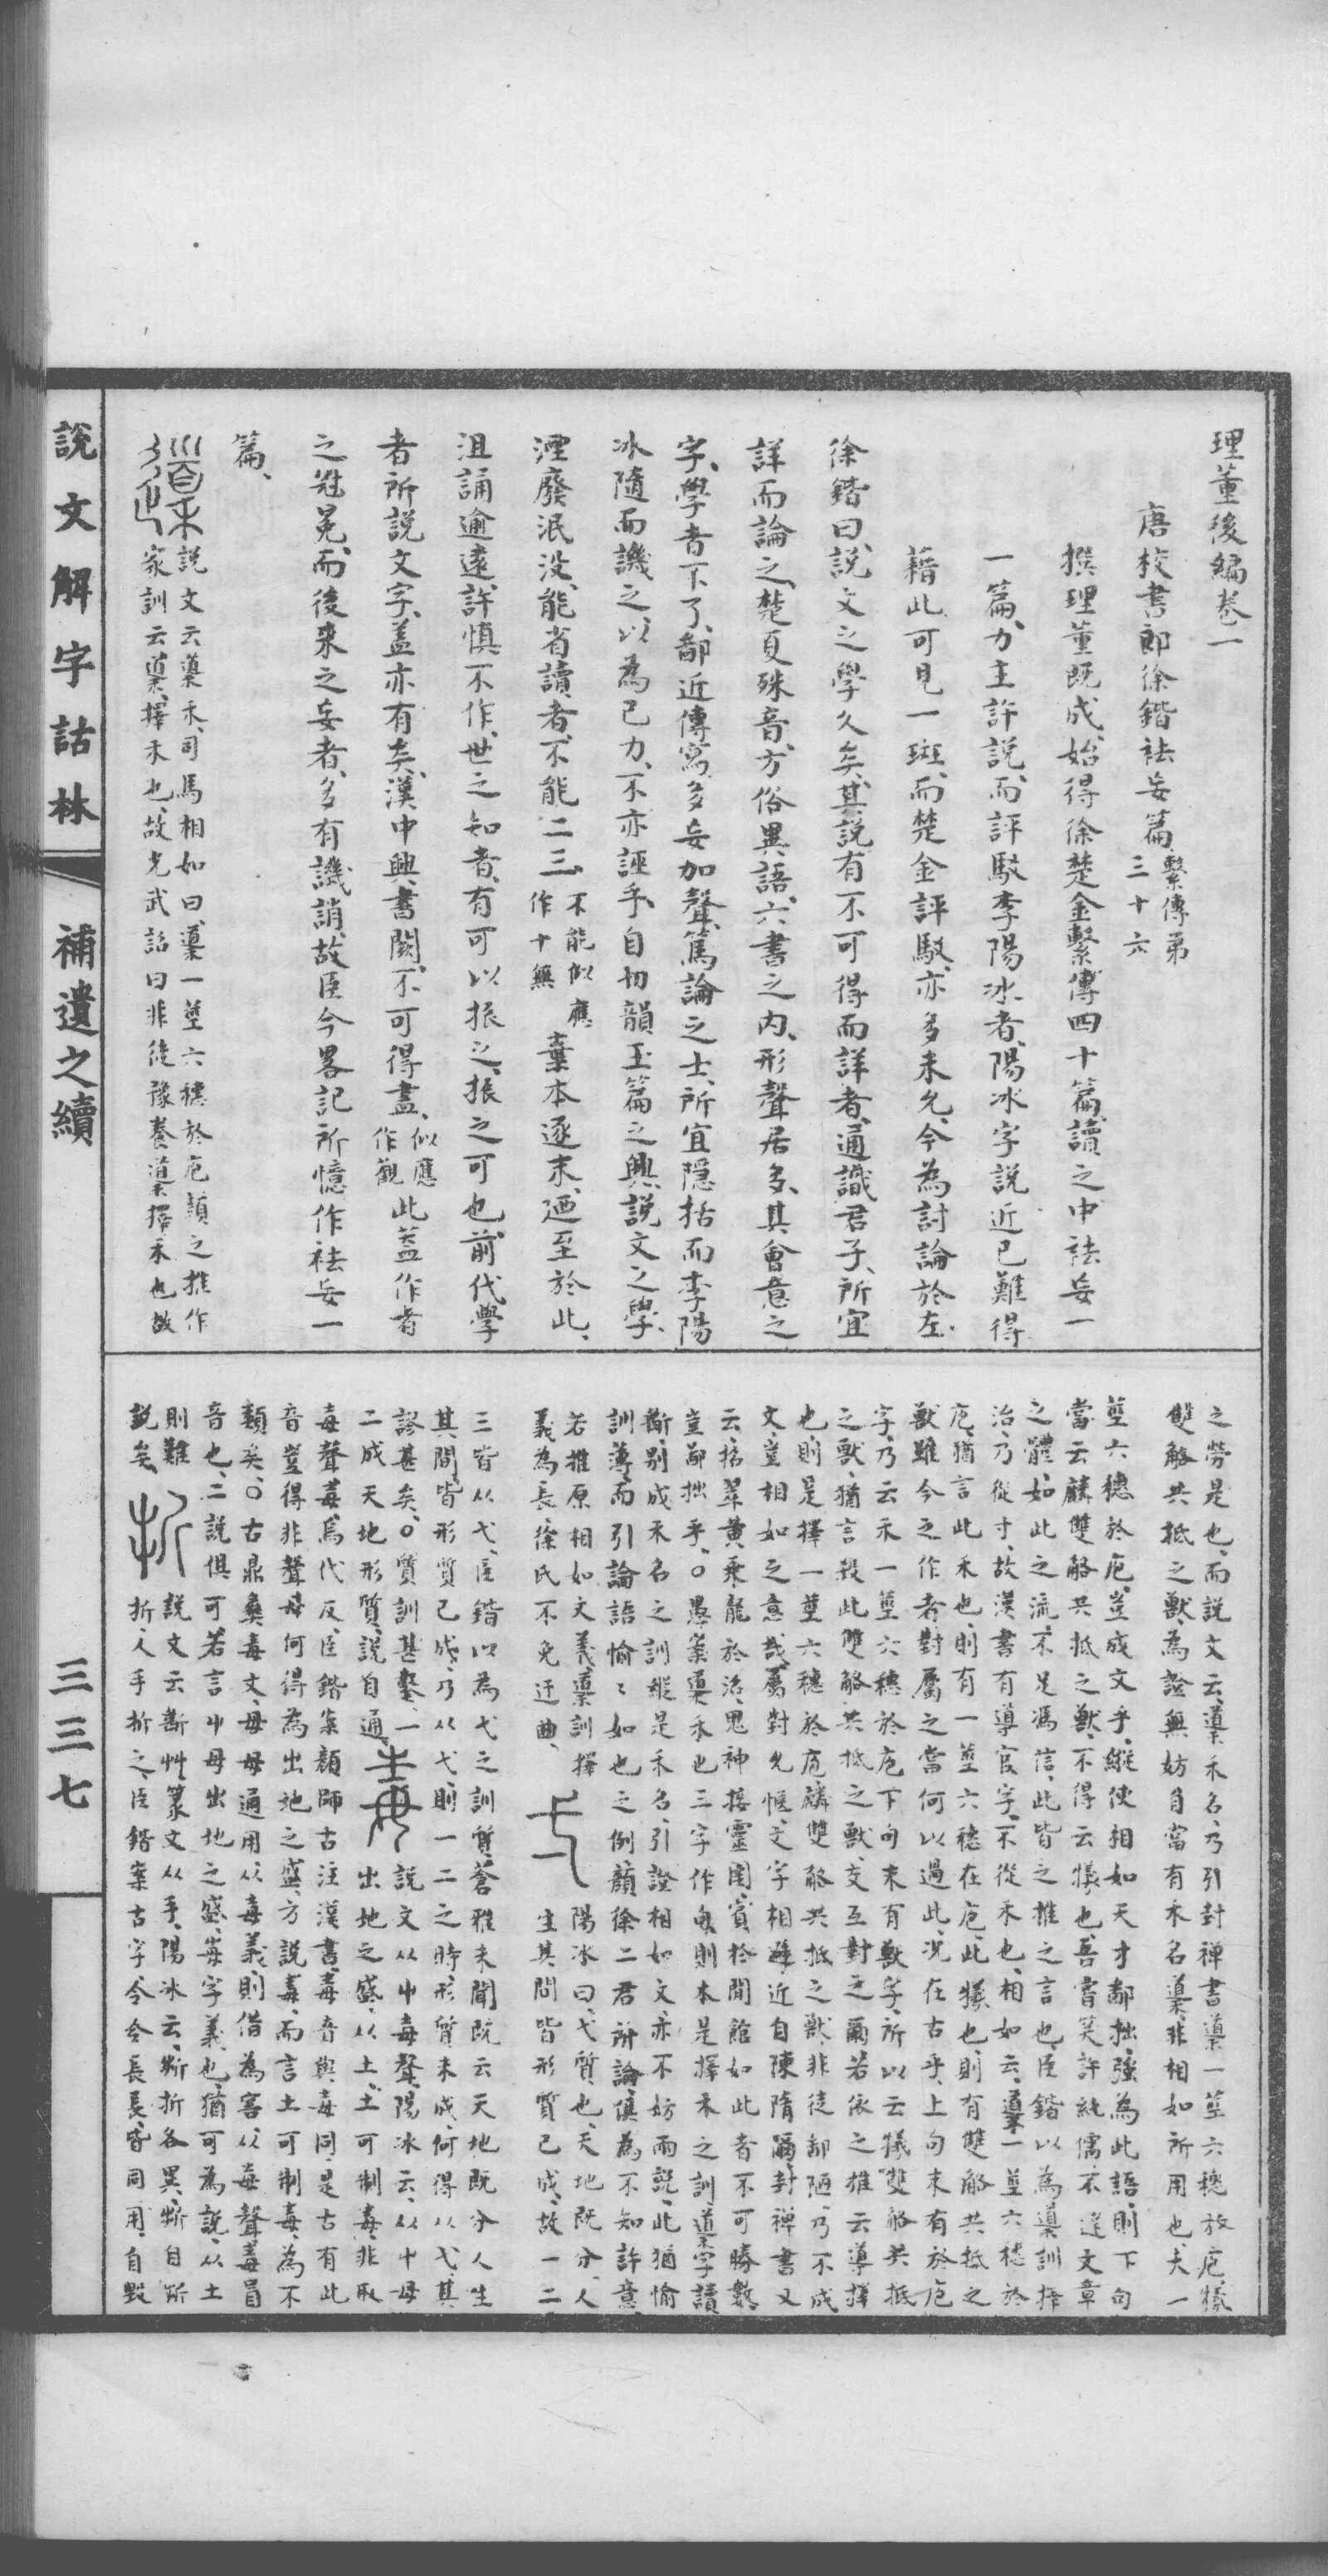 理董後編卷一
唐校書郎徐鍇祛妄篇繫傳弟三十六
撰理董既成、始得徐楚金繫傳四十篇、讀之中祛妄一
一篇、力主許說、而評駁李陽冰者、陽冰字說近已難得
藉此可見一斑、而楚金評駁、亦多未允、今為討論於左
徐鍇曰、說文之學久矣、其說有不可得而詳者、通識君子、所宜
詳而論之、楚夏殊音、方俗異語、六書之內、形聲居多、其會意之
字、學者不了、鄙近傳寫、多妄加聲、篤論之士、所宜隱括而李陽
冰隨而譏之、以為己力、不亦誣乎、自切韻玉篇之興、說文之學、
湮廢泯沒、能省讀者、不能二三、不能似應作十無棄本逐末、迺至於此、
沮誦逾遠、許慎不作、世之知者、有可以振之、振之可也、前代學
者所說文字、蓋亦有矣、漢中興書闕、不可得盡、似應作觀此蓋作者
之冠冕、而後來之妄者、多有譏誚、故臣今畧記所憶作祛妄一
篇、
說文云䆃禾、司馬相如曰、䆃一莖六穗於庖顏之推作
家訓云䆃、擇禾也、故光武詔曰非徒豫養䆃擇禾也故
之勞是也、而說文云、䆃禾名、乃引封禪書䆃一莖六穗於庖、犧
雙觡共抵之獸、為證無妨自當有禾名䆃、非相如所用也、夫一
莖六穗於庖、豈成文乎、縱使相如天才鄙拙、強為此語、則下句
當云麟雙觡共抵之獸、不得云犧也、吾嘗笑許純儒、不達文章
之體、如此之流、不足馮信、此皆之推之言也、臣鍇以為䆃訓擇
治、乃從寸、故漢書有導官字、不從禾也、相如云、䆃一莖六穗於
庖、猶言此禾也、則有一莖六穗在庖、此犧也、則有雙觡共抵之
獸雖今之作者對屬之當何以過此、況在古乎、上句末有於庖
字、乃云禾一莖六穗於庖下句末有獸字、所以云犧雙觡共抵
之獸、猶言殺此雙觡共抵之獸、交互對之爾若依之推云導擇
也、則是擇一莖六穗於庖麟雙觡共抵之獸、非徒鄙陋、乃不成
文、豈相如之意哉、屬對允愜、文字相避近自陳隋爾、封禪書又
云、招翠黃乘龍於沼、鬼神接靈圉、賓於閒館如此者不可勝數、
豈鄙拙乎、○愚案䆃禾也三字作句、則本是擇禾之訓䆃字讀
斷、別成禾名之訓縱是禾名、引證相如文、亦不妨兩說、此猶愉
訓薄、而引論語愉〻如也之例、顏徐二君所論、俱為不知許意
若推原相如文義、䆃訓擇
義為長、徐氏不免迂曲、
陽冰曰、弋質也、天地既分、人
生其間皆形質已成、故一二
三皆从弋、臣鍇以為弋之訓質、蒼雅未聞既云天地既分人生
其間、皆形質已成、乃从弋、則一二之時、形質未成、何得从弋、其
謬甚矣、○質訓甚鑿、一說文从屮毒聲、陽冰云、从屮母
二成天地形質、說自通出地之盛、从土、土可制毒、非取
毒聲、毒、烏代反、臣鍇案顏師古注漢書、毒音與毒同、是古有此
音豈得非聲、母何得為出地之盛、方說毒、而言土可制毒、為不
類矣、○古鼎彝每文、毋母通用、从毒義、則借為害、从每聲毒員
音也、二說俱可、若言屮母出地之盛、每字義也、猶可為說、从土
則難說文云斷艸、篆文从手、陽冰云、斯折各異、斯自斤
說矣、折、人手折之、臣鍇案古字令令長長、皆同用、自毀
說文解字詁林
補遺之續
三三七